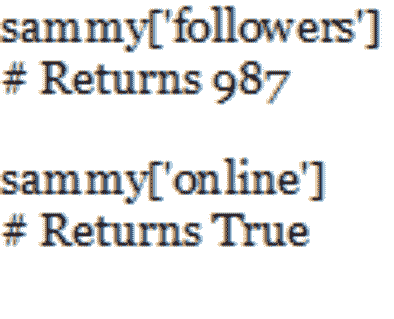 sammy['followers']
# Returns 987
sammy['online']
# Returns True